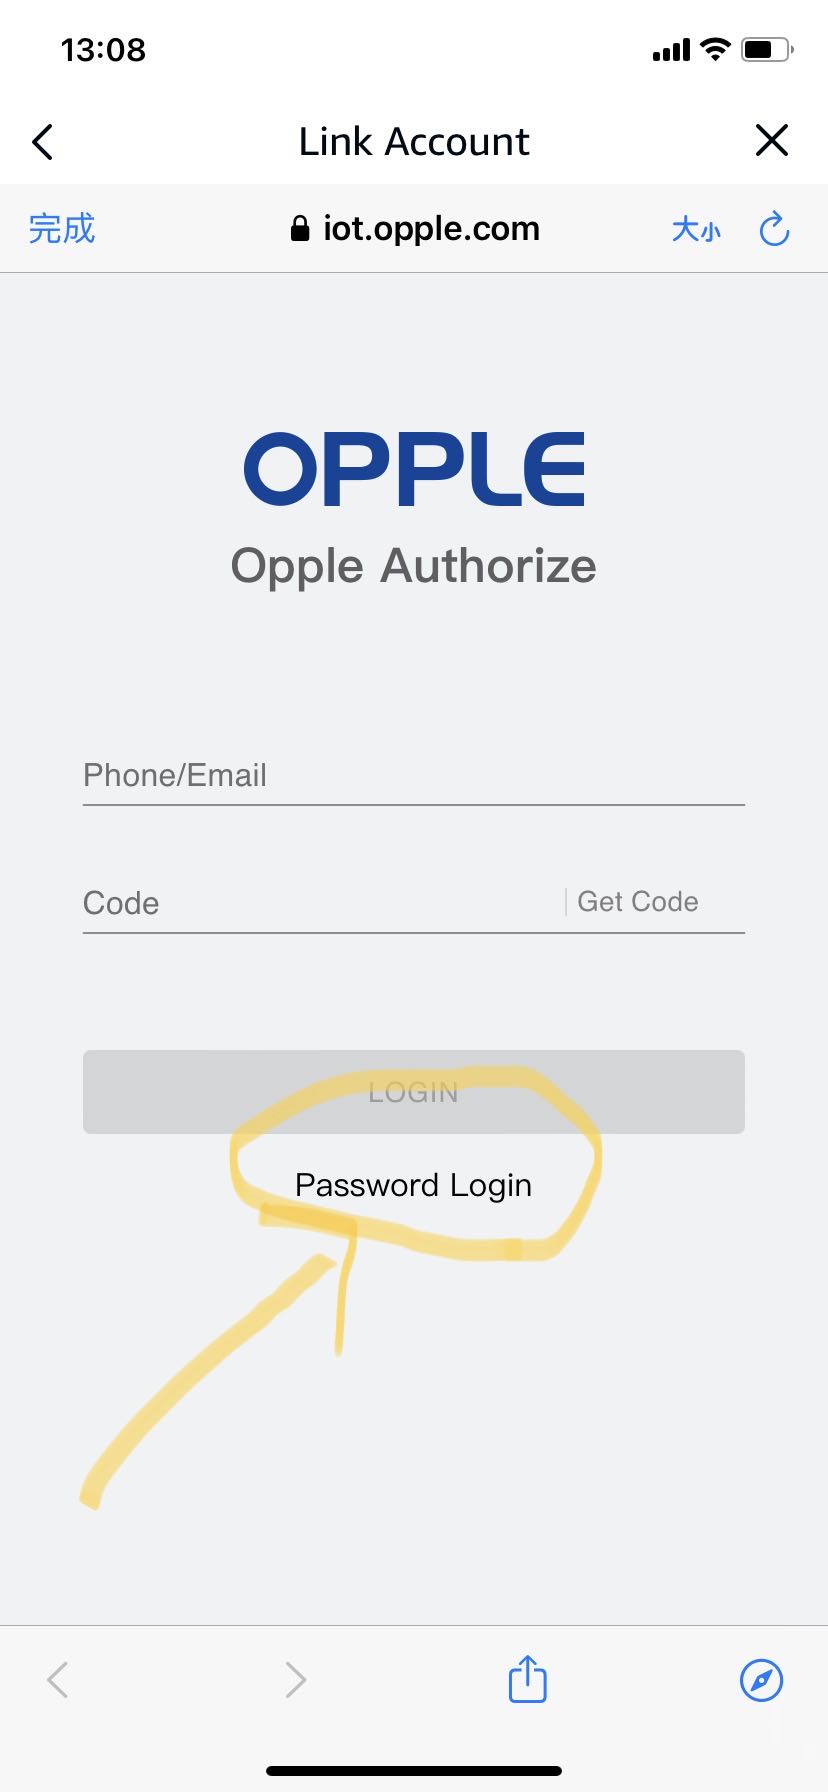 13:08
Link Account
完成 iot.opple.com 大小
OPPLE
Opple Authorize
Phone/Email
Code Get Code
LOGIN
Password Login